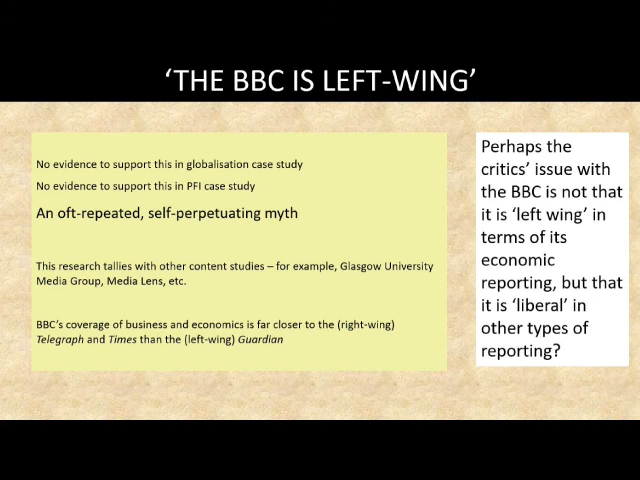 ‘THE BBC IS LEFT-WING’
No evidence to support this in globalisation case study
No evidence to support this in PFI case study
An oft-repeated, self-perpetuating myth
This research tallies with other content studies – for example, Glasgow University
Media Group, Media Lens, etc.
BBC’s coverage of business and economics is far closer to the (right-wing)
Telegraph and Times than the (left-wing) Guardian
Perhaps the
critics’ issue with
the BBC is not that
it is ‘left wing’ in
terms of its
economic
reporting, but that
it is ‘liberal’ in
other types of
reporting?